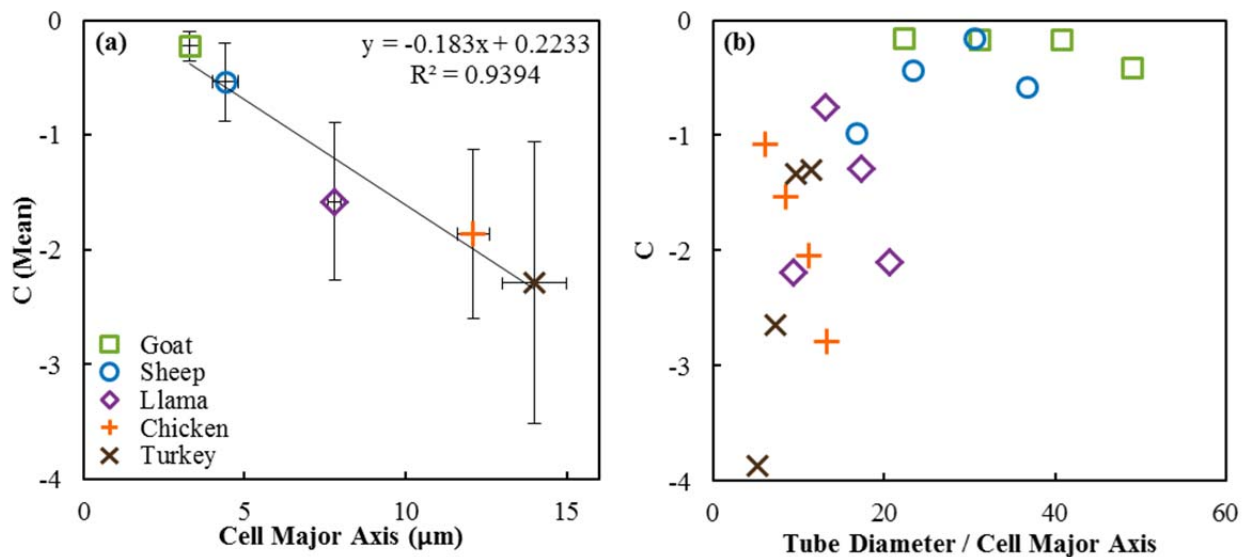 (a)
y = -0.183x + 0.2233
R² = 0.9394
0
-1
-2
-3
-4
C (Mean)
Goat
Sheep
Llama
Chicken
Turkey
0 5 10 15
Cell Major Axis (μm)
(b)
0
-1
-2
-3
-4
C
0 20 40 60
Tube Diameter / Cell Major Axis